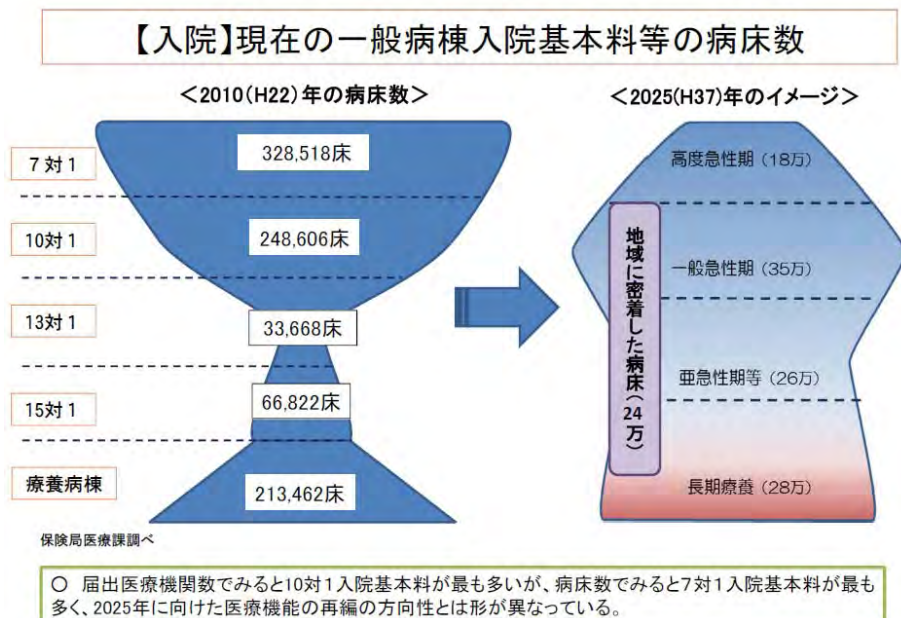 【入院】現在の一般病棟入院基本料等の病床数
＜2010(H22)年の病床数＞
＜2025(H37)年のイメージ＞
7対1
328,518床
10対1
248,606床
13対1
33,668床
15対1
66,822床
療養病棟
213,462床
高度急性期（18万）
一般急性期（35万）
亜急性期等（26万）
長期療養（28万）
地域に密着した病床（24万）
保険局医療課調べ
○ 届出医療機関数でみると10対1入院基本料が最も多いが、病床数でみると7対1入院基本料が最も
多く、2025年に向けた医療機能の再編の方向性とは形が異なっている。